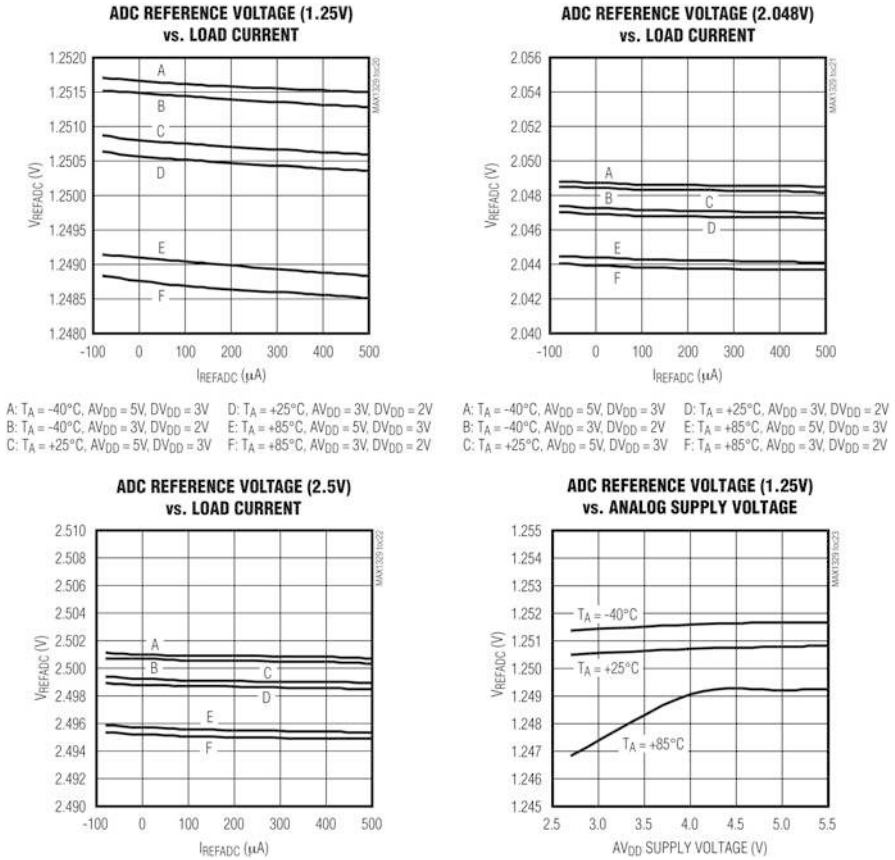 ADC REFERENCE VOLTAGE (1.25V)
vs. LOAD CURRENT
1.2520
1.2515
1.2510
1.2505
1.2500
1.2495
1.2490
1.2485
1.2480
VREFADC (V)
A
B
C
D
E
F
MAX1329 toc20
-100 0 100 200 300 400 500
IREFADC (μA)
A: TA = -40°C, AVDD = 5V, DVDD = 3V D: TA = +25°C, AVDD = 3V, DVDD = 2V
B: TA = -40°C, AVDD = 3V, DVDD = 2V E: TA = +85°C, AVDD = 5V, DVDD = 3V
C: TA = +25°C, AVDD = 5V, DVDD = 3V F: TA = +85°C, AVDD = 3V, DVDD = 2V
ADC REFERENCE VOLTAGE (2.048V)
vs. LOAD CURRENT
2.056
2.054
2.052
2.050
2.048
2.046
2.044
2.042
2.040
VREFADC (V)
A
B
C
D
E
F
MAX1329 toc21
-100 0 100 200 300 400 500
IREFADC (μA)
A: TA = -40°C, AVDD = 5V, DVDD = 3V D: TA = +25°C, AVDD = 3V, DVDD = 2V
B: TA = -40°C, AVDD = 3V, DVDD = 2V E: TA = +85°C, AVDD = 5V, DVDD = 3V
C: TA = +25°C, AVDD = 5V, DVDD = 3V F: TA = +85°C, AVDD = 3V, DVDD = 2V
ADC REFERENCE VOLTAGE (2.5V)
vs. LOAD CURRENT
2.510
2.508
2.506
2.504
2.502
2.500
2.498
2.496
2.494
2.490
VREFADC (V)
A
B
C
D
E
F
MAX1329 toc22
-100 0 100 200 300 400 500
IREFADC (μA)
ADC REFERENCE VOLTAGE (1.25V)
vs. ANALOG SUPPLY VOLTAGE
1.255
1.254
1.253
1.252
1.251
1.250
1.249
1.248
1.247
1.246
1.245
VREFADC (V)
TA = -40°C
TA = +25°C
TA = +85°C
MAX1329 toc23
2.5 3.0 3.5 4.0 4.5 5.0 5.5
AVDD SUPPLY VOLTAGE (V)